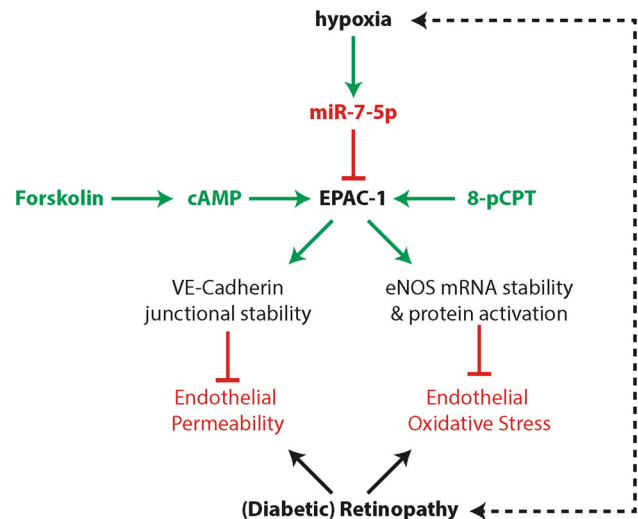 hypoxia
miR-7-5p
Forskolin
cAMP
EPAC-1
8-pCPT
VE-Cadherin
junctional stability
eNOS mRNA stability
& protein activation
Endothelial
Permeability
Endothelial
Oxidative Stress
(Diabetic) Retinopathy